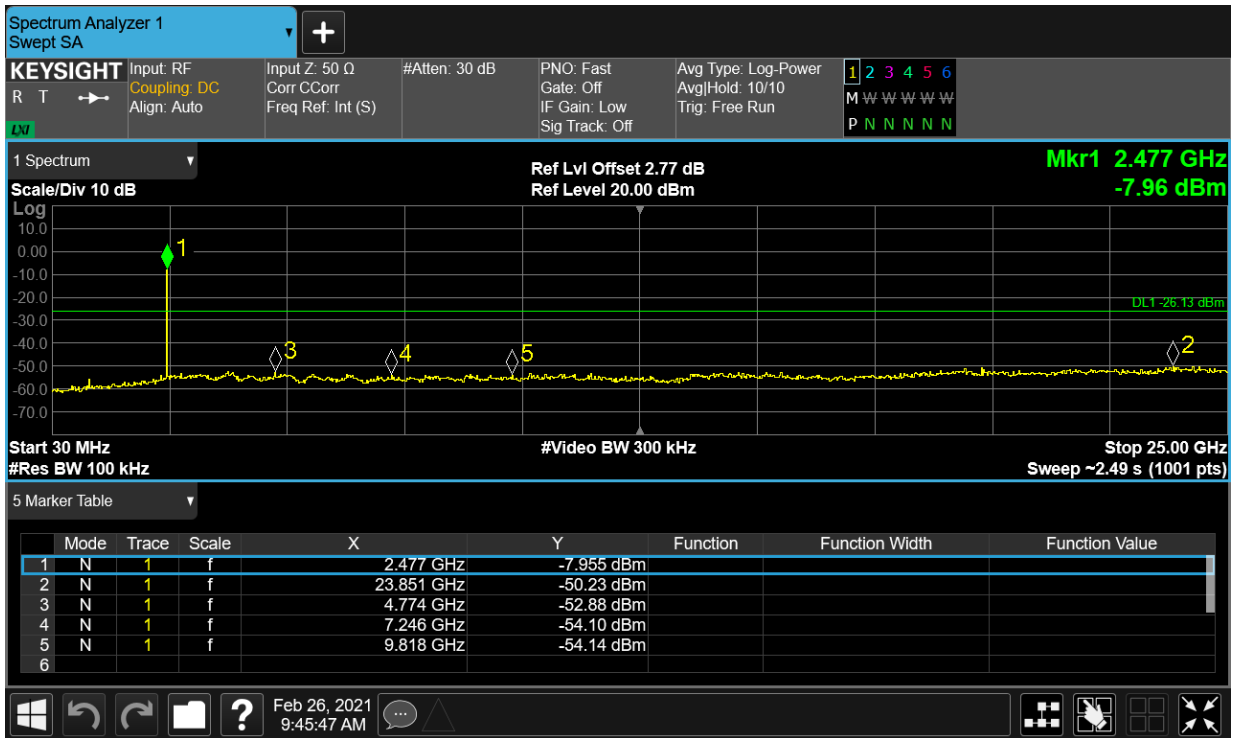 Spectrum Analyzer 1
Swept SA
KEYSIGHT
R T
LXI
Input: RF
Coupling: DC
Align: Auto
Input Z: 50 Ω
Corr CCorr
Freq Ref: Int (S)
#Atten: 30 dB
PNO: Fast
Gate: Off
IF Gain: Low
Sig Track: Off
Avg Type: Log-Power
Avg|Hold: 10/10
Trig: Free Run
1 2 3 4 5 6
M W W W W W
P N N N N N
1 Spectrum
Scale/Div 10 dB
Ref Lvl Offset 2.77 dB
Ref Level 20.00 dBm
Mkr1 2.477 GHz
-7.96 dBm
Log
10.0
0.00
-10.0
-20.0
-30.0
-40.0
-50.0
-60.0
-70.0
1
3
4
5
2
DL1 -26.13 dBm
Start 30 MHz
#Video BW 300 kHz
Stop 25.00 GHz
#Res BW 100 kHz
Sweep ~2.49 s (1001 pts)
5 Marker Table
Mode Trace Scale X Y Function Function Width Function Value
1 N 1 f 2.477 GHz -7.955 dBm
2 N 1 f 23.851 GHz -50.23 dBm
3 N 1 f 4.774 GHz -52.88 dBm
4 N 1 f 7.246 GHz -54.10 dBm
5 N 1 f 9.818 GHz -54.14 dBm
6
?
Feb 26, 2021
9:45:47 AM